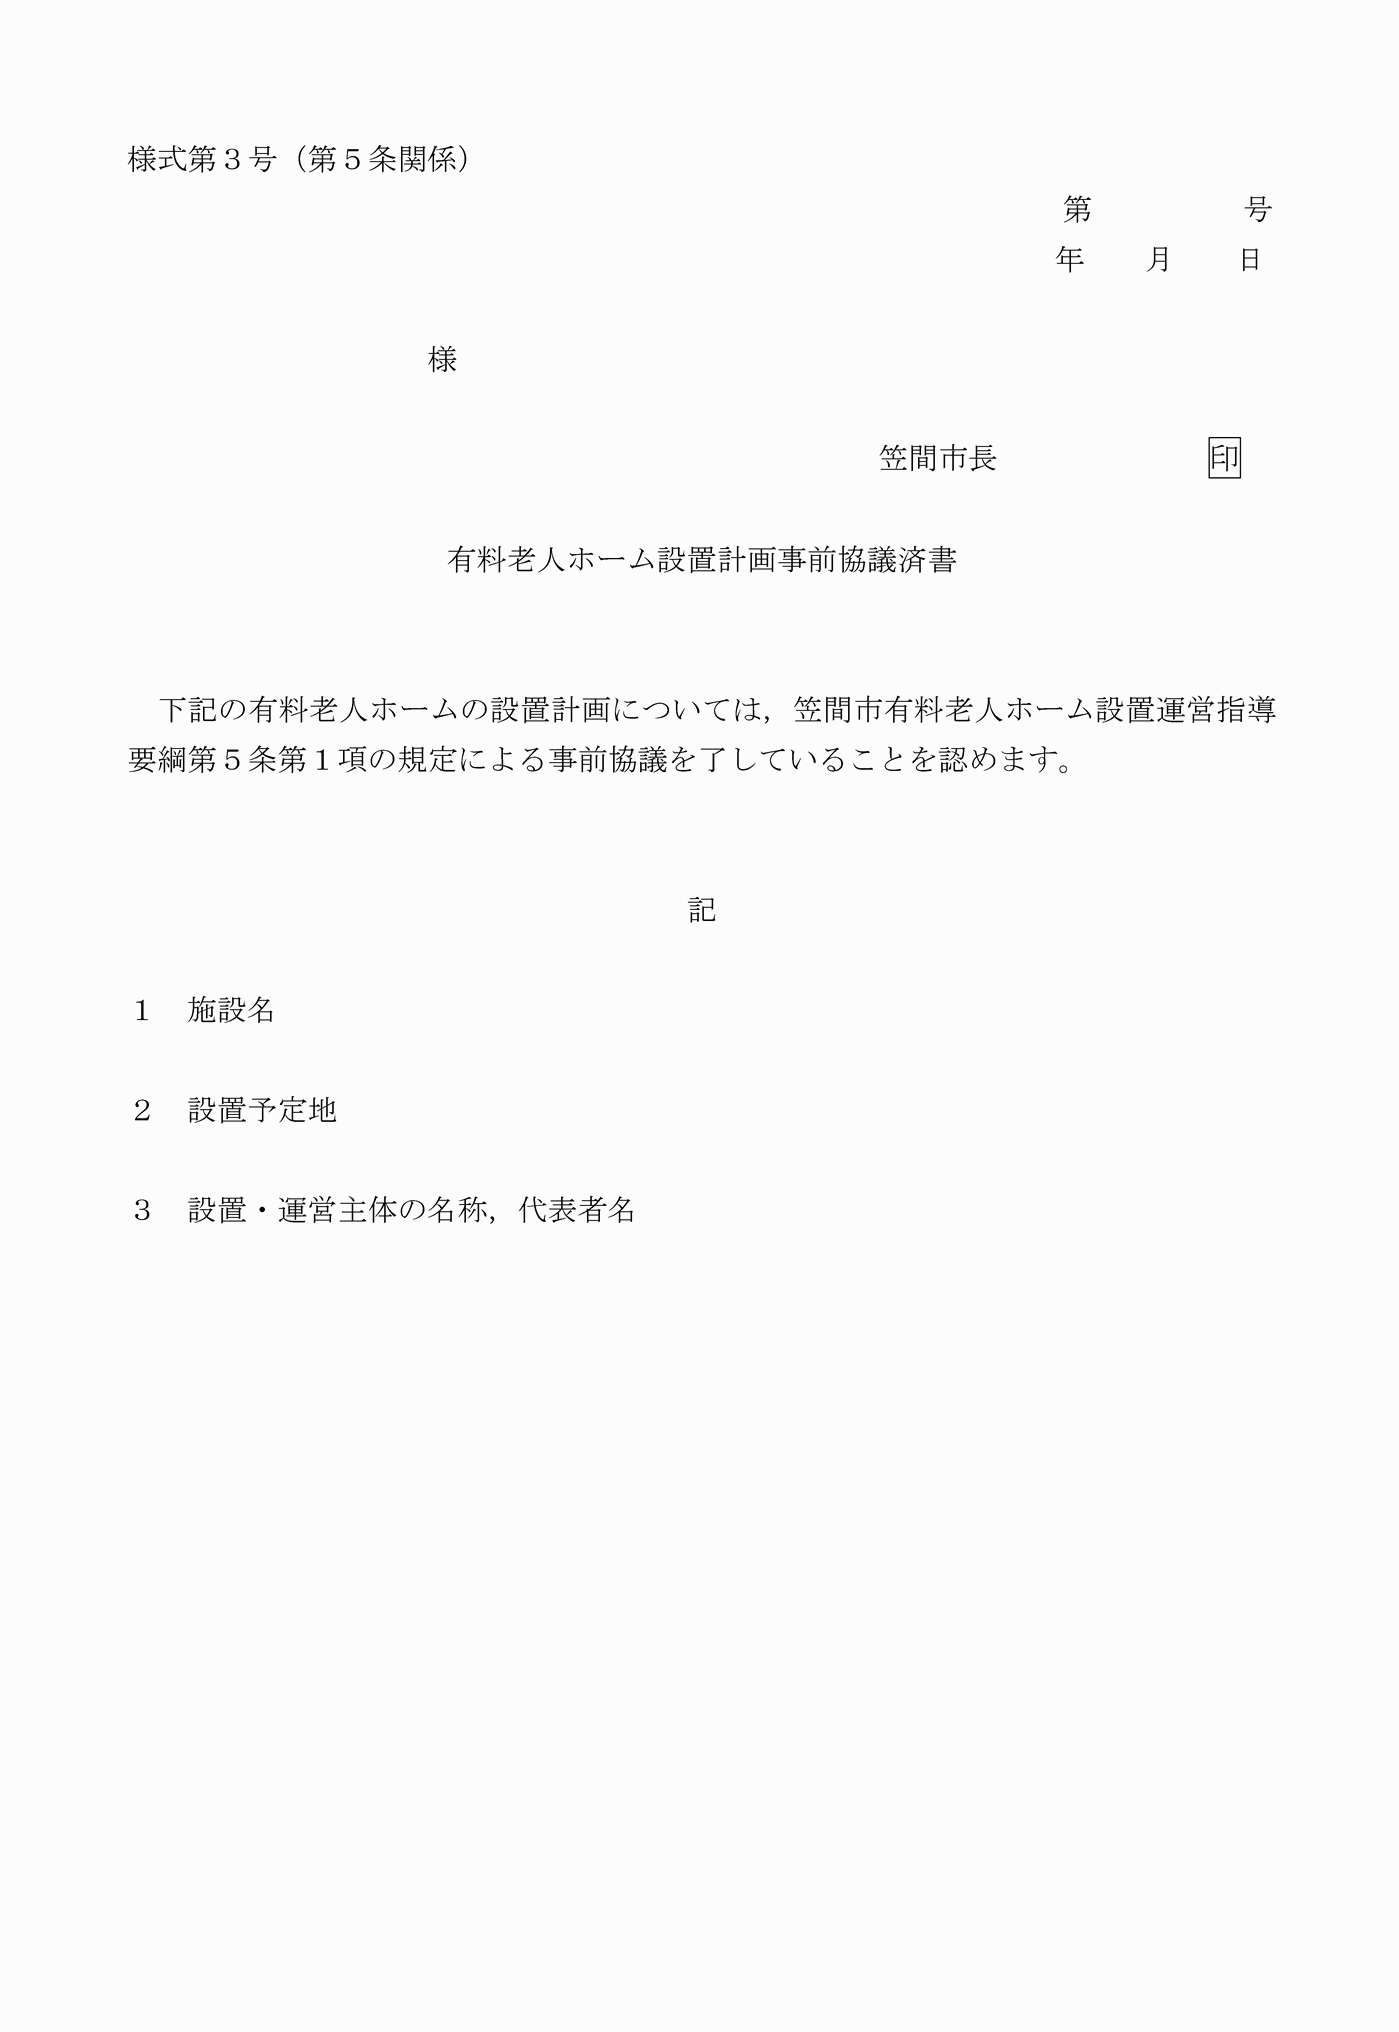 様式第３号（第５条関係）
第　　　　　号
年　　月　　日
様
笠間市長　　　　　　　印
有料老人ホーム設置計画事前協議済書
下記の有料老人ホームの設置計画については，笠間市有料老人ホーム設置運営指導
要綱第５条第１項の規定による事前協議を了していることを認めます。
記
１　施設名
２　設置予定地
３　設置・運営主体の名称，代表者名